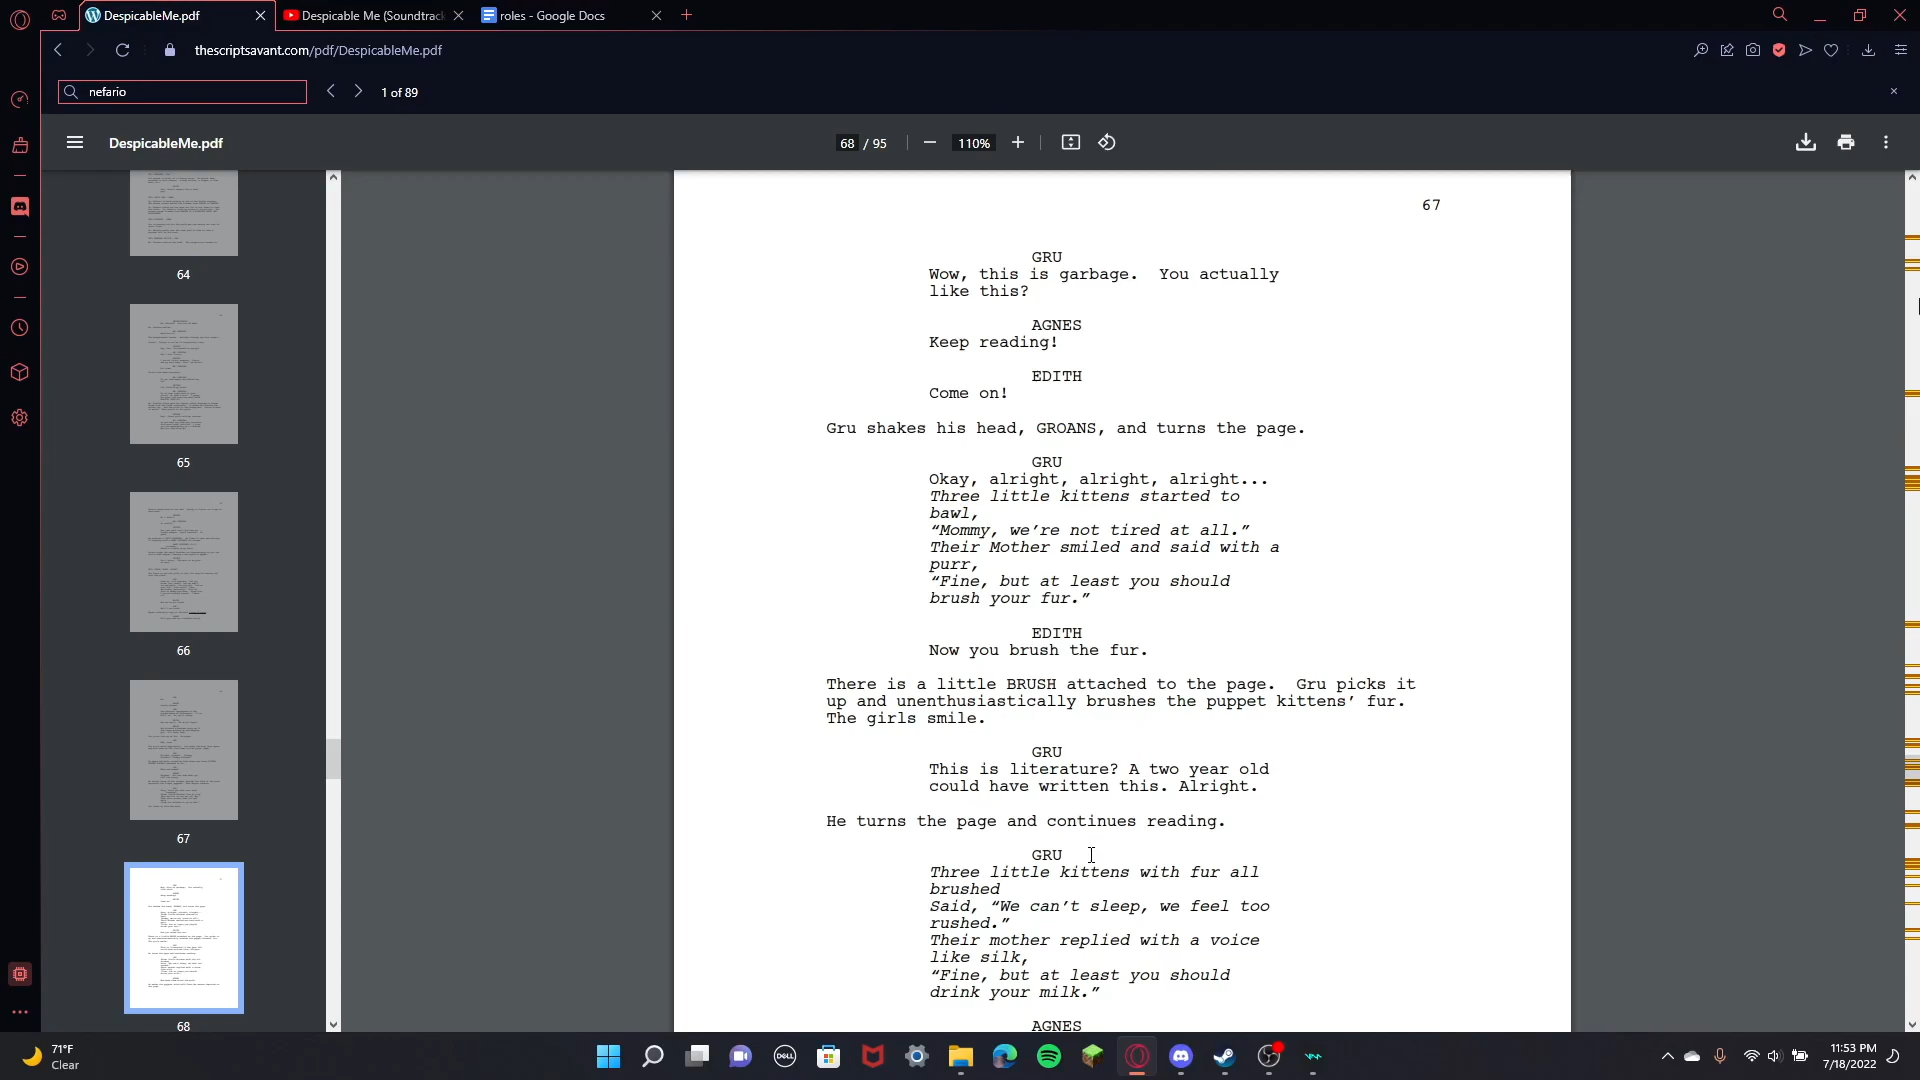 DespicableMe.pdf
Despicable Me (Soundtrac
roles - Google Docs
thescriptsavant.com/pdf/DespicableMe.pdf
nefario
1 of 89
DespicableMe.pdf
68 / 95
110%
64
65
66
67
68
67
GRU
Wow, this is garbage. You actually
like this?
AGNES
Keep reading!
EDITH
Come on!
Gru shakes his head, GROANS, and turns the page.
GRU
Okay, alright, alright, alright...
Three little kittens started to
bawl,
“Mommy, we’re not tired at all.”
Their Mother smiled and said with a
purr,
“Fine, but at least you should
brush your fur.”
EDITH
Now you brush the fur.
There is a little BRUSH attached to the page. Gru picks it
up and unenthusiastically brushes the puppet kittens’ fur.
The girls smile.
GRU
This is literature? A two year old
could have written this. Alright.
He turns the page and continues reading.
GRU
Three little kittens with fur all
brushed
Said, “We can’t sleep, we feel too
rushed.”
Their mother replied with a voice
like silk,
“Fine, but at least you should
drink your milk.”
AGNES
71°F
Clear
DELL
11:53 PM
7/18/2022